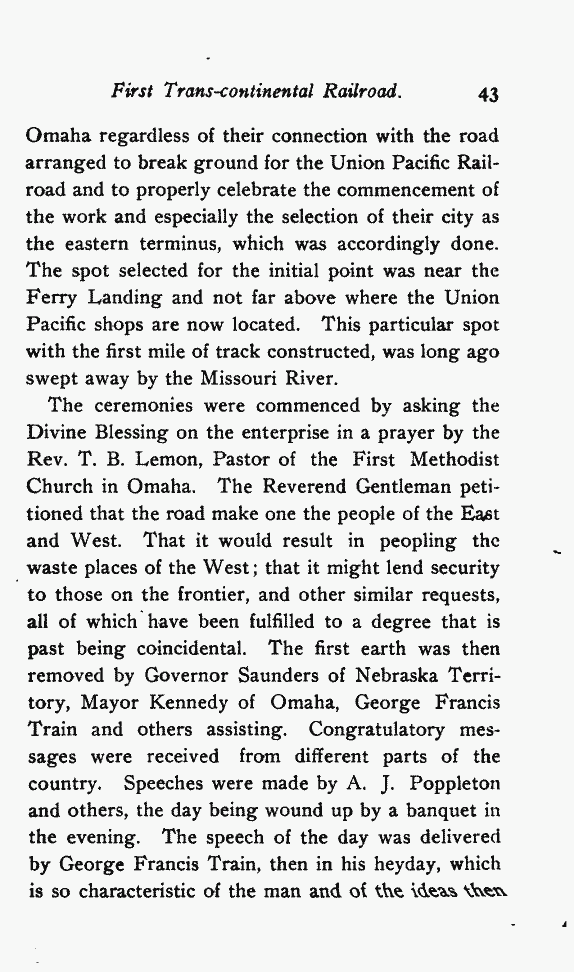 First Trans-continental Railroad. 43
Omaha regardless of their connection with the road
arranged to break ground for the Union Pacific Rail-
road and to properly celebrate the commencement of
the work and especially the selection of their city as
the eastern terminus, which was accordingly done.
The spot selected for the initial point was near the
Ferry Landing and not far above where the Union
Pacific shops are now located. This particular spot
with the first mile of track constructed, was long ago
swept away by the Missouri River.
The ceremonies were commenced by asking the
Divine Blessing on the enterprise in a prayer by the
Rev. T. B. Lemon, Pastor of the First Methodist
Church in Omaha. The Reverend Gentleman peti-
tioned that the road make one the people of the East
and West. That it would result in peopling the
waste places of the West; that it might lend security
to those on the frontier, and other similar requests,
all of which have been fulfilled to a degree that is
past being coincidental. The first earth was then
removed by Governor Saunders of Nebraska Terri-
tory, Mayor Kennedy of Omaha, George Francis
Train and others assisting. Congratulatory mes-
sages were received from different parts of the
country. Speeches were made by A. J. Poppleton
and others, the day being wound up by a banquet in
the evening. The speech of the day was delivered
by George Francis Train, then in his heyday, which
is so characteristic of the man and of the ideas then